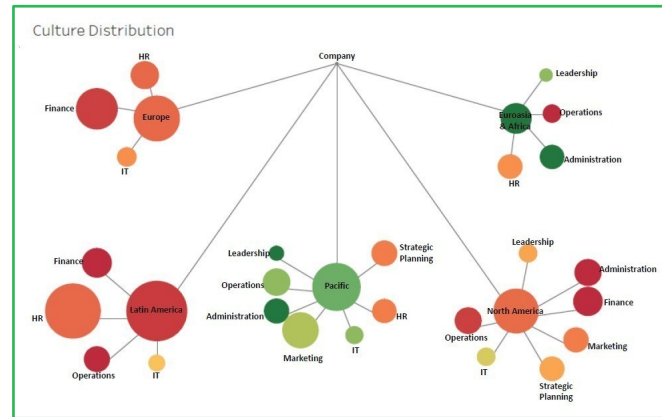 Culture Distribution
Company
HR
Finance
Europe
IT
Leadership
Euroasia
& Africa
Operations
Administration
HR
Finance
Latin America
HR
Operations
IT
Leadership
Strategic
Planning
Operations
Pacific
Administration
HR
Marketing
IT
Leadership
Administration
Finance
North America
Operations
Marketing
IT
Strategic
Planning